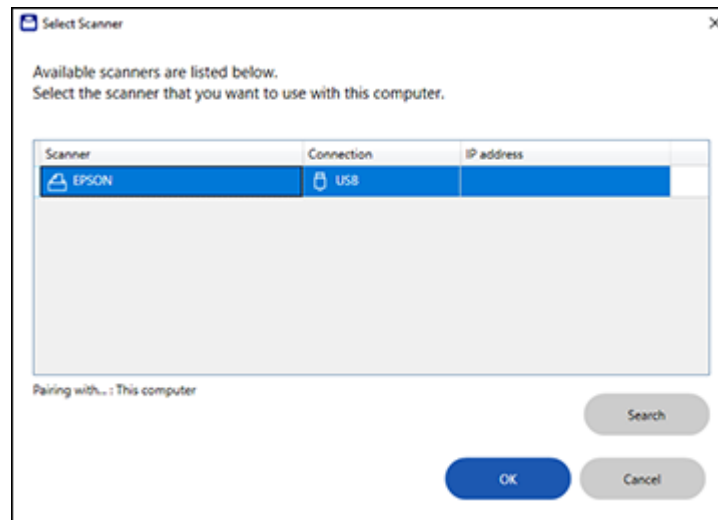 Select Scanner
Available scanners are listed below.
Select the scanner that you want to use with this computer.
Scanner Connection IP address
EPSON USB
Pairing with... : This computer
Search
OK Cancel